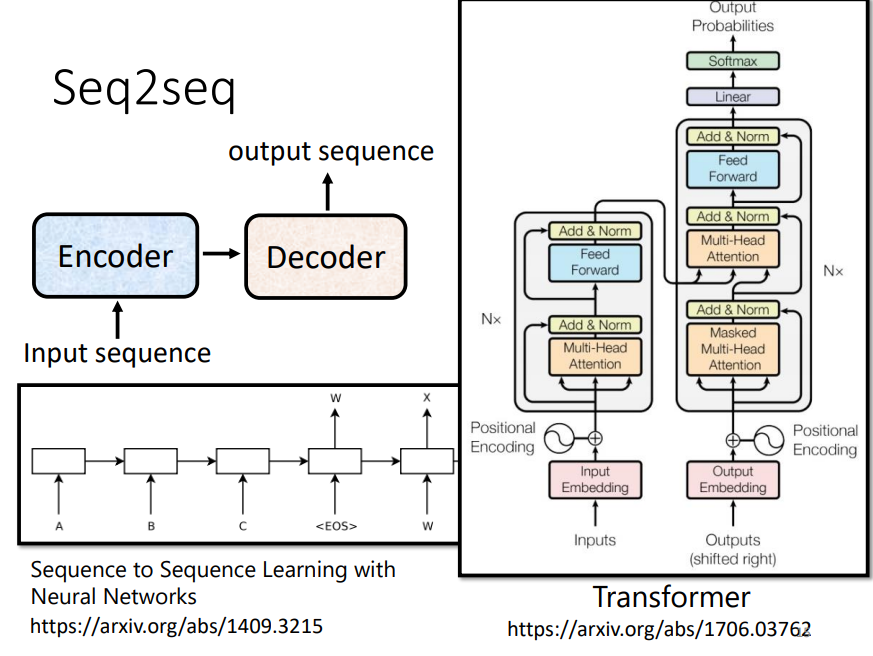 Seq2seq
output sequence
Encoder
Decoder
Input sequence
W
X
A
B
C
<EOS>
W
Sequence to Sequence Learning with
Neural Networks
https://arxiv.org/abs/1409.3215
Output
Probabilities
Softmax
Linear
Add & Norm
Feed
Forward
Add & Norm
Multi-Head
Attention
Nx
Add & Norm
Masked
Multi-Head
Attention
Add & Norm
Feed
Forward
Nx
Add & Norm
Multi-Head
Attention
Positional
Encoding
Positional
Encoding
Input
Embedding
Output
Embedding
Inputs
Outputs
(shifted right)
Transformer
https://arxiv.org/abs/1706.03762